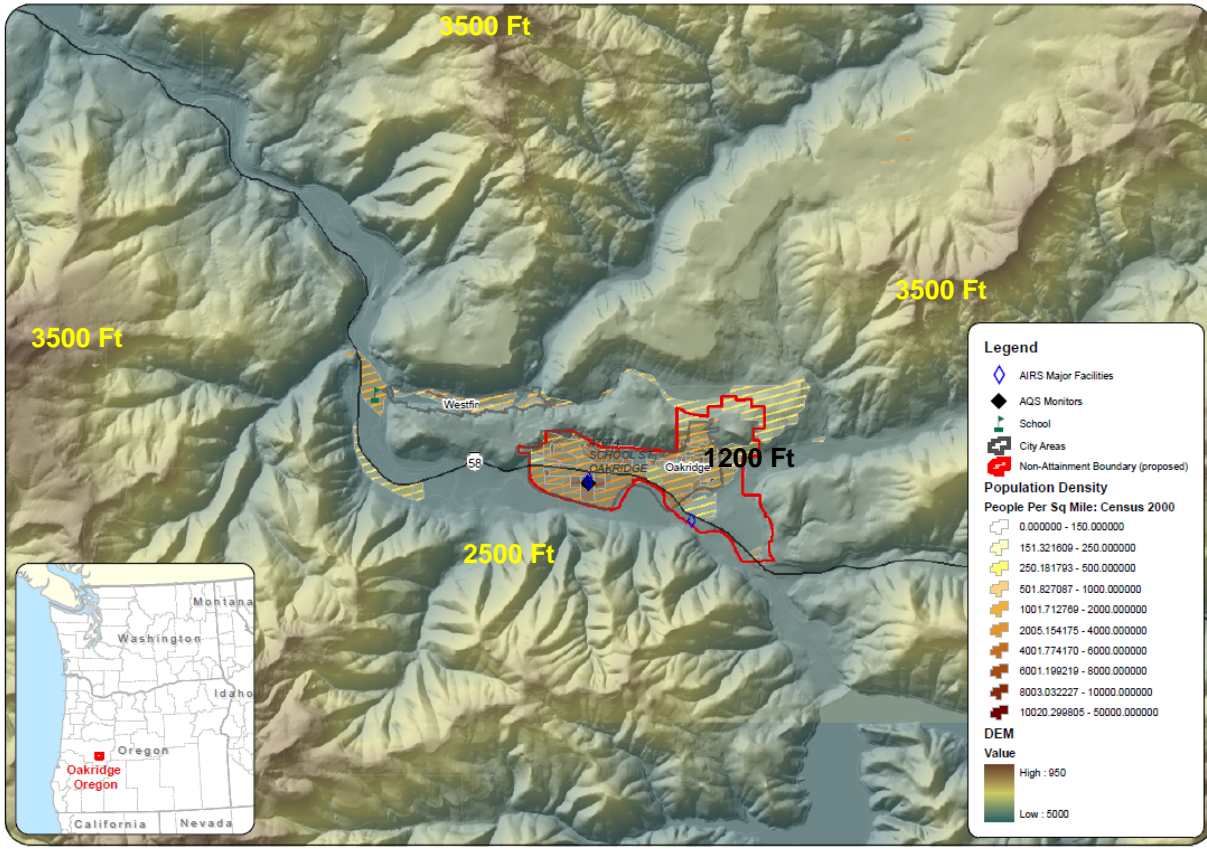 3500 Ft
3500 Ft
3500 Ft
Westfir
58
SCHOOL ST,
OAKRIDGE
Oakridge
1200 Ft
2500 Ft
Legend
AIRS Major Facilities
AQS Monitors
School
City Areas
Non-Attainment Boundary (proposed)
Population Density
People Per Sq Mile: Census 2000
0.000000 - 150.000000
151.321609 - 250.000000
250.181793 - 500.000000
501.827087 - 1000.000000
1001.712769 - 2000.000000
2005.154175 - 4000.000000
4001.774170 - 6000.000000
6001.199219 - 8000.000000
8003.032227 - 10000.000000
10020.299805 - 50000.000000
DEM
Value
High : 950
Low : 5000
Montana
Washington
Idaho
Oregon
Oakridge
Oregon
California
Nevada